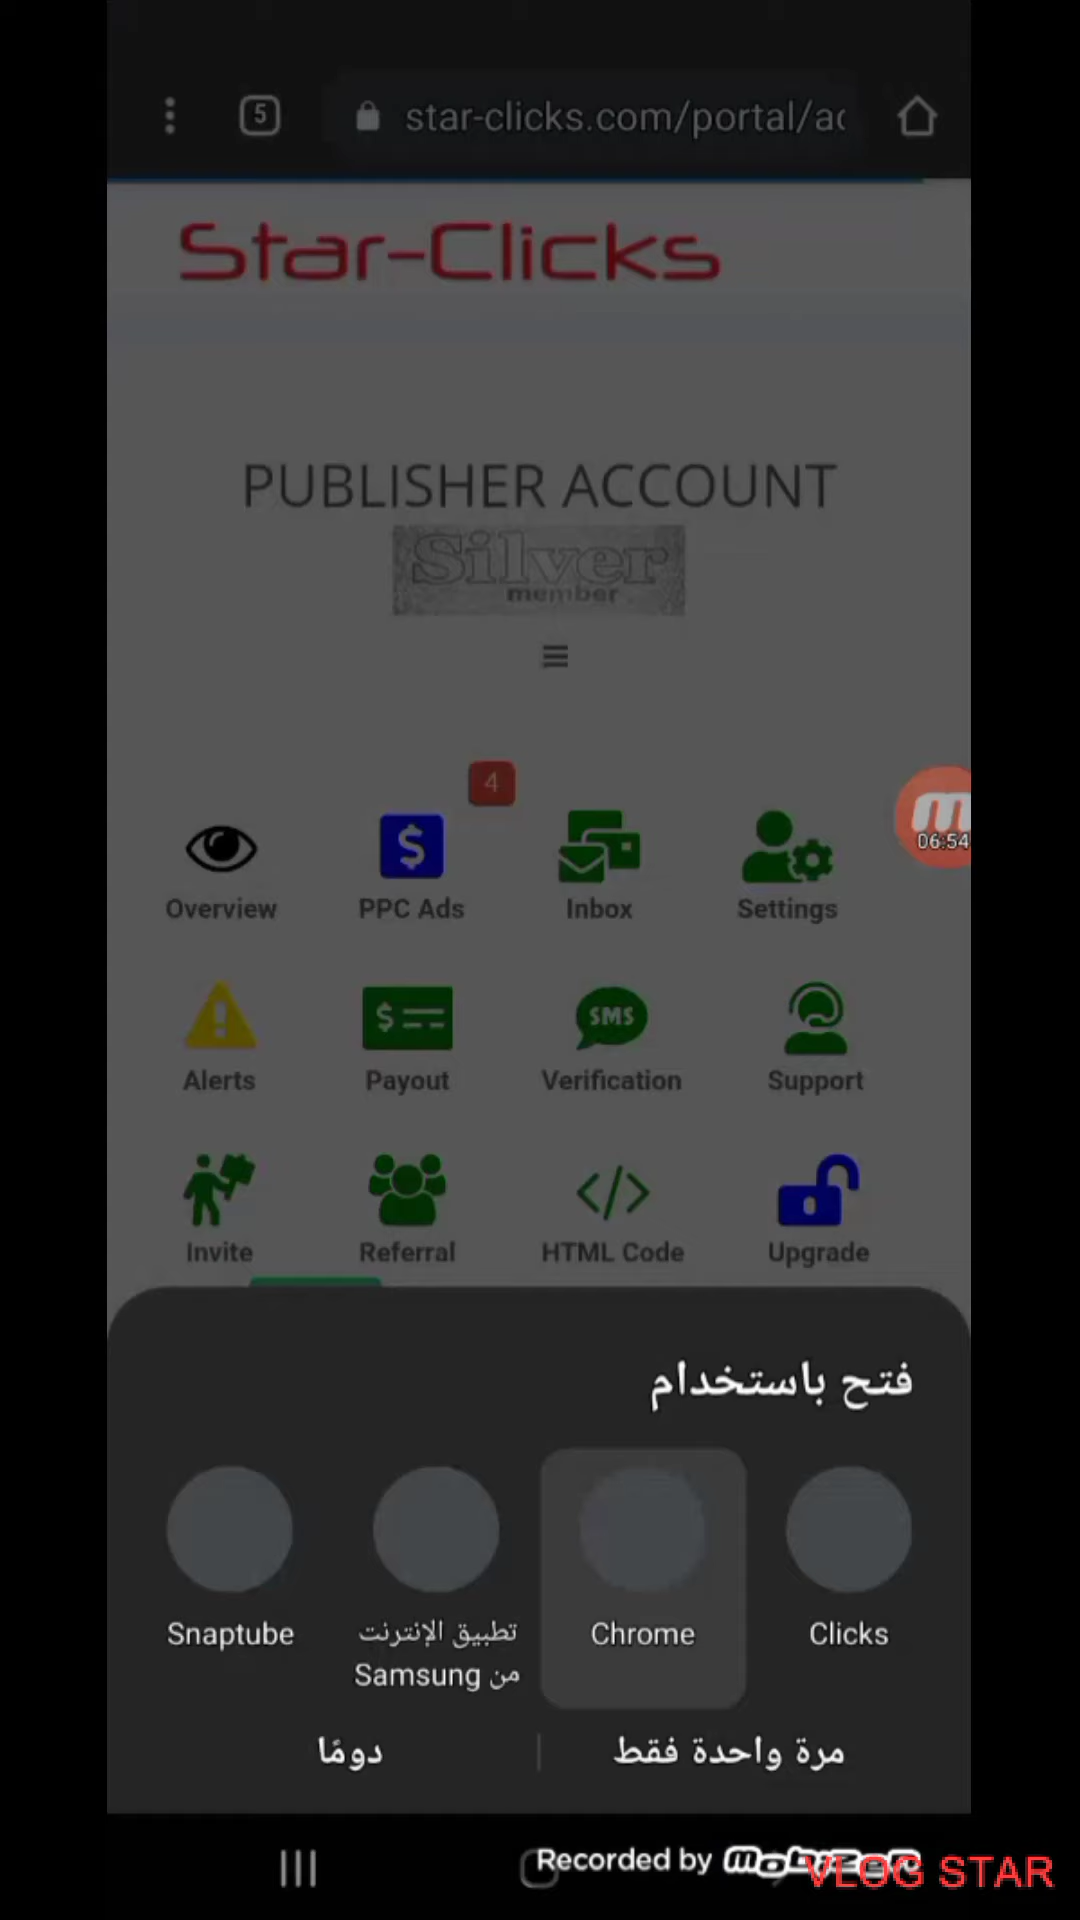 5
star-clicks.com/portal/ac
Star-Clicks
PUBLISHER ACCOUNT
Silver
member
4
06:54
Overview
PPC Ads
Inbox
Settings
SMS
Alerts
Payout
Verification
Support
Invite
Referral
HTML Code
Upgrade
فتح باستخدام
Clicks
Chrome
تطبيق الإنترنت
من Samsung
Snaptube
مرة واحدة فقط
دومًا
Recorded by Mobizen
VLOG STAR